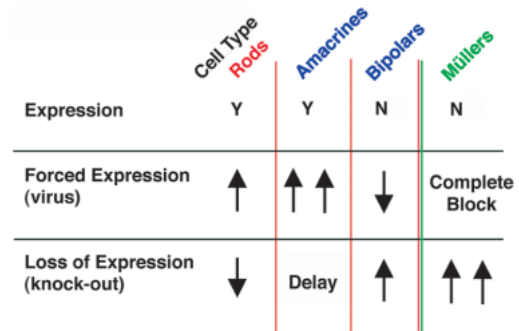 Cell Type
Rods
Amacrines
Bipolars
Müllers
Expression Y Y N N
Forced Expression
(virus)
Complete
Block
Loss of Expression
(knock-out)
Delay